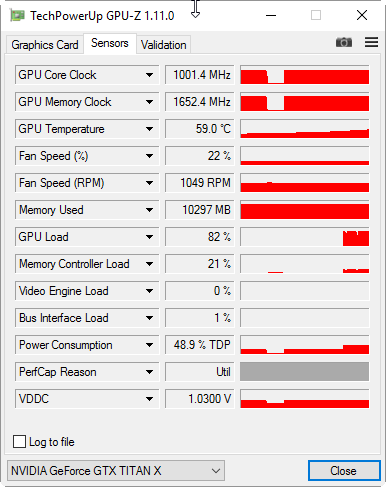 TechPowerUp GPU-Z 1.11.0
Graphics Card Sensors Validation
GPU Core Clock 1001.4 MHz
GPU Memory Clock 1652.4 MHz
GPU Temperature 59.0 °C
Fan Speed (%) 22 %
Fan Speed (RPM) 1049 RPM
Memory Used 10297 MB
GPU Load 82 %
Memory Controller Load 21 %
Video Engine Load 0 %
Bus Interface Load 1 %
Power Consumption 48.9 % TDP
PerfCap Reason Util
VDDC 1.0300 V
Log to file
NVIDIA GeForce GTX TITAN X Close